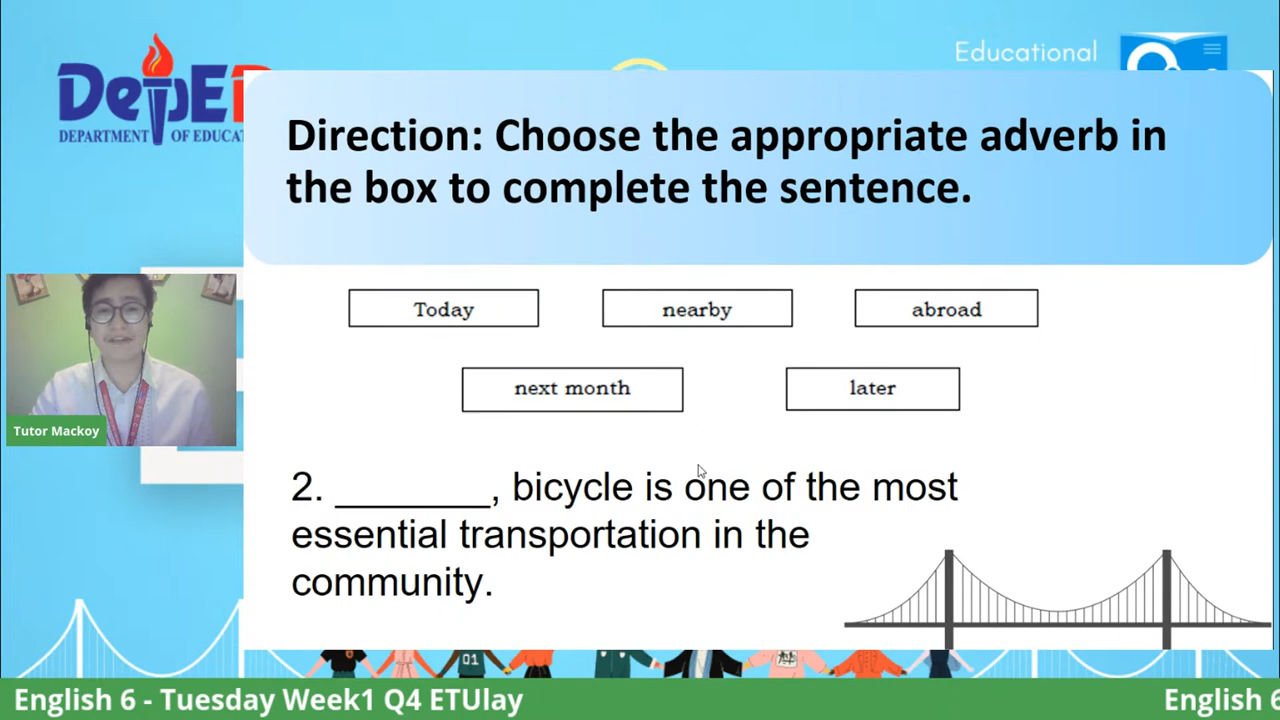 Educational
DepED
DEPARTMENT OF EDUCAT
Direction: Choose the appropriate adverb in
the box to complete the sentence.
Today
nearby
abroad
next month
later
Tutor Mackoy
2. _______, bicycle is one of the most
essential transportation in the
community.
01
English 6 - Tuesday Week1 Q4 ETUlay
English 6